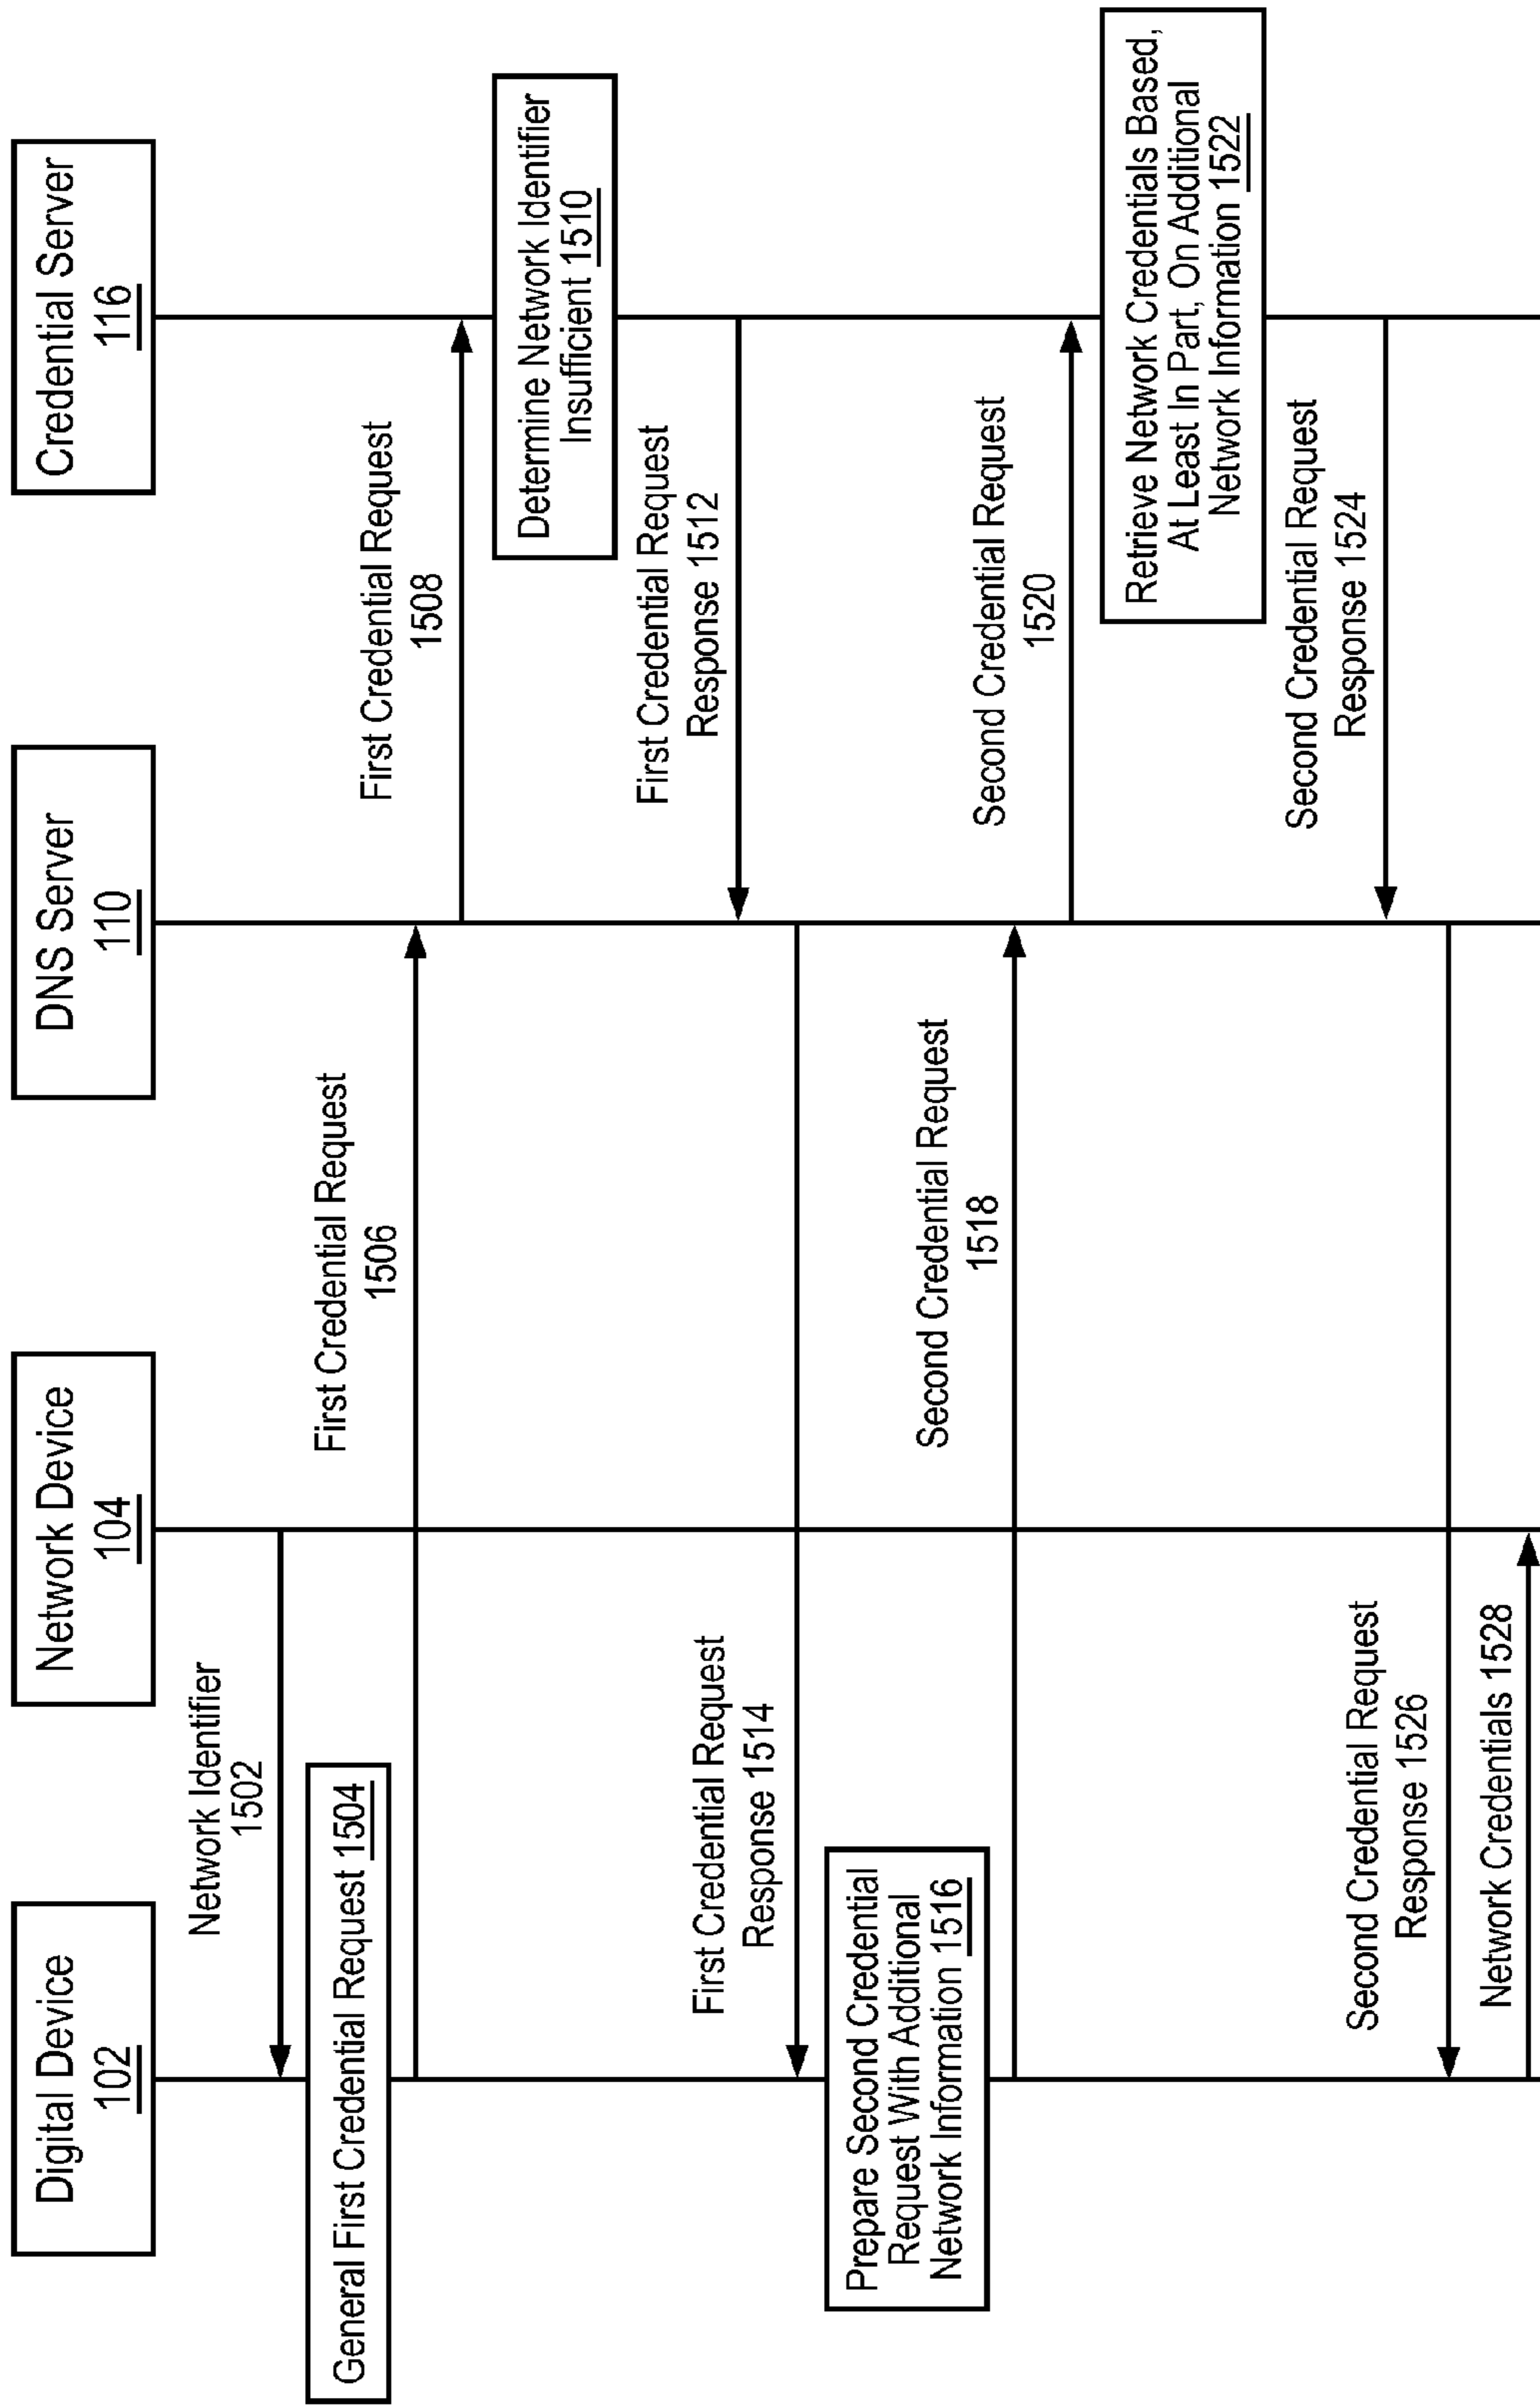 Digital Device
102
Network Device
104
DNS Server
110
Credential Server
116
Network Identifier
1502
General First Credential Request 1504
First Credential Request
1506
First Credential Request
1508
Determine Network Identifier
Insufficient 1510
First Credential Request
Response 1512
First Credential Request
Response 1514
Prepare Second Credential
Request With Additional
Network Information 1516
Second Credential Request
1518
Second Credential Request
1520
Retrieve Network Credentials Based,
At Least In Part, On Additional
Network Information 1522
Second Credential Request
Response 1524
Second Credential Request
Response 1526
Network Credentials 1528